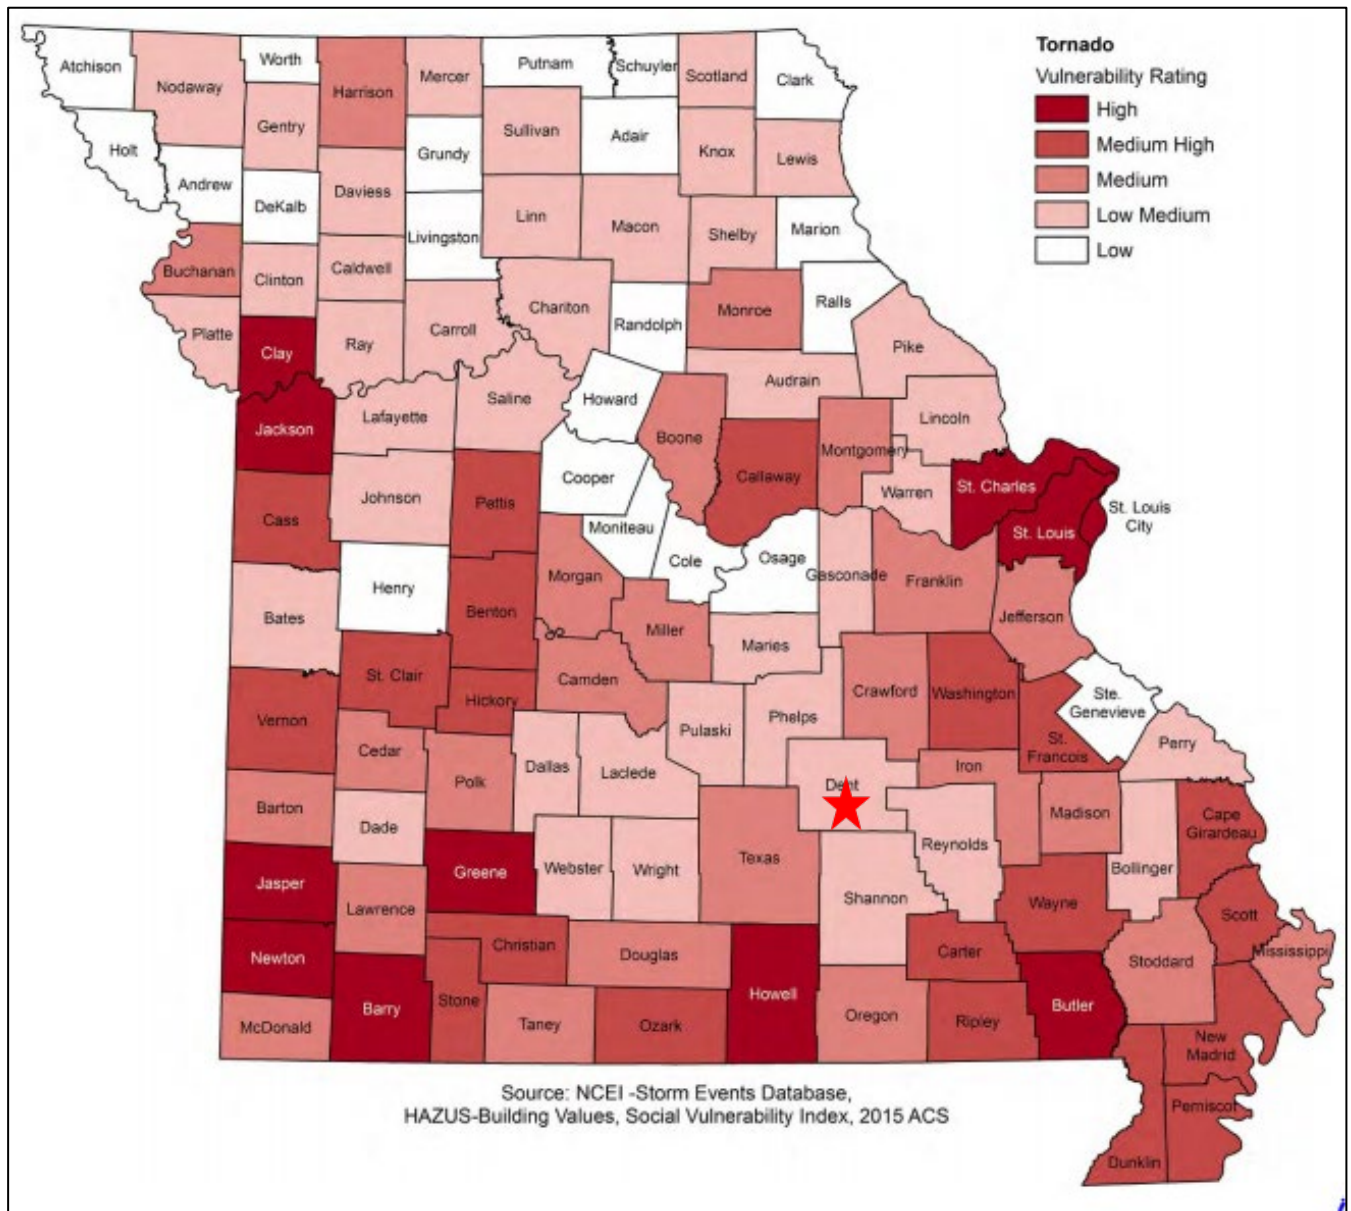 Tornado
Vulnerability Rating
High
Medium High
Medium
Low Medium
Low
Atchison
Nodaway
Worth
Harrison
Mercer
Putnam
Schuyler
Scotland
Clark
Holt
Gentry
Sullivan
Adair
Knox
Lewis
Andrew
DeKalb
Daviess
Grundy
Livingston
Linn
Macon
Shelby
Marion
Buchanan
Clinton
Caldwell
Chariton
Randolph
Monroe
Ralls
Platte
Clay
Ray
Carroll
Pike
Audrain
Jackson
Lafayette
Saline
Howard
Boone
Lincoln
Callaway
Montgomery
Warren
St. Charles
St. Louis
St. Louis
City
Cass
Johnson
Pettis
Cooper
Moniteau
Cole
Osage
Gasconade
Franklin
Jefferson
Bates
Henry
Benton
Morgan
Miller
Maries
St. Clair
Hickory
Camden
Pulaski
Phelps
Crawford
Washington
St.
Francois
Ste.
Genevieve
Perry
Vernon
Cedar
Polk
Dallas
Laclede
Dent
Iron
Madison
Cape
Girardeau
Barton
Dade
Greene
Webster
Wright
Texas
Reynolds
Bollinger
Jasper
Lawrence
Shannon
Wayne
Scott
Mississippi
Newton
Christian
Douglas
Howell
Carter
Stoddard
McDonald
Barry
Stone
Taney
Ozark
Oregon
Ripley
Butler
New
Madrid
Pemiscot
Dunklin
Source: NCEI -Storm Events Database,
HAZUS-Building Values, Social Vulnerability Index, 2015 ACS